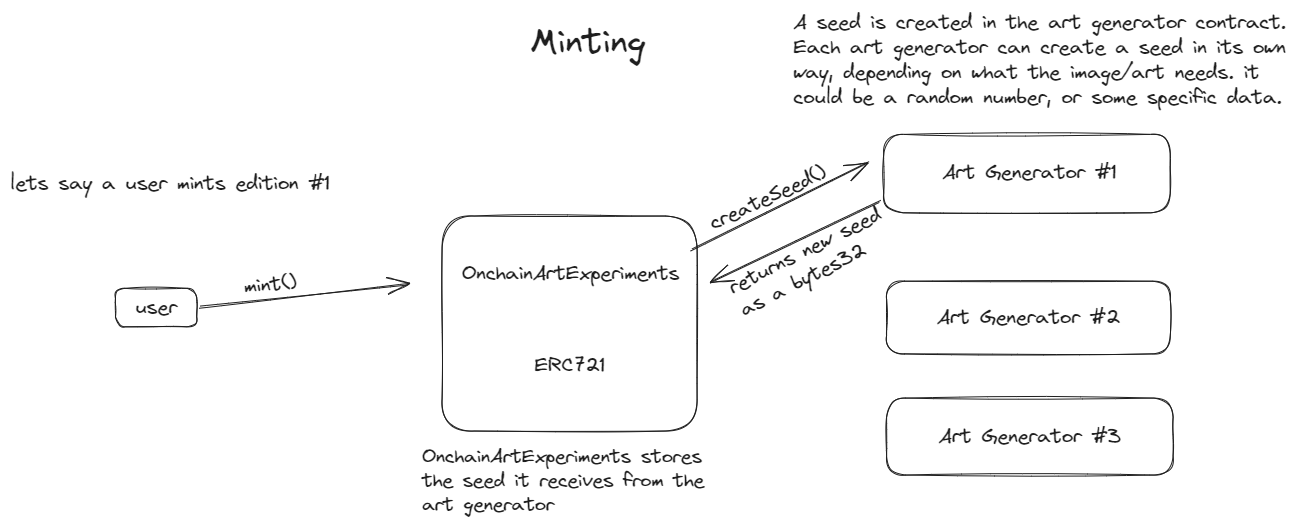 Minting
A seed is created in the art generator contract.
Each art generator can create a seed in its own
way, depending on what the image/art needs. it
could be a random number, or some specific data.
lets say a user mints edition #1
user
mint()
OnchainArtExperiments
ERC721
OnchainArtExperiments stores
the seed it receives from the
art generator
createSeed()
returns new seed
as a bytes32
Art Generator #1
Art Generator #2
Art Generator #3